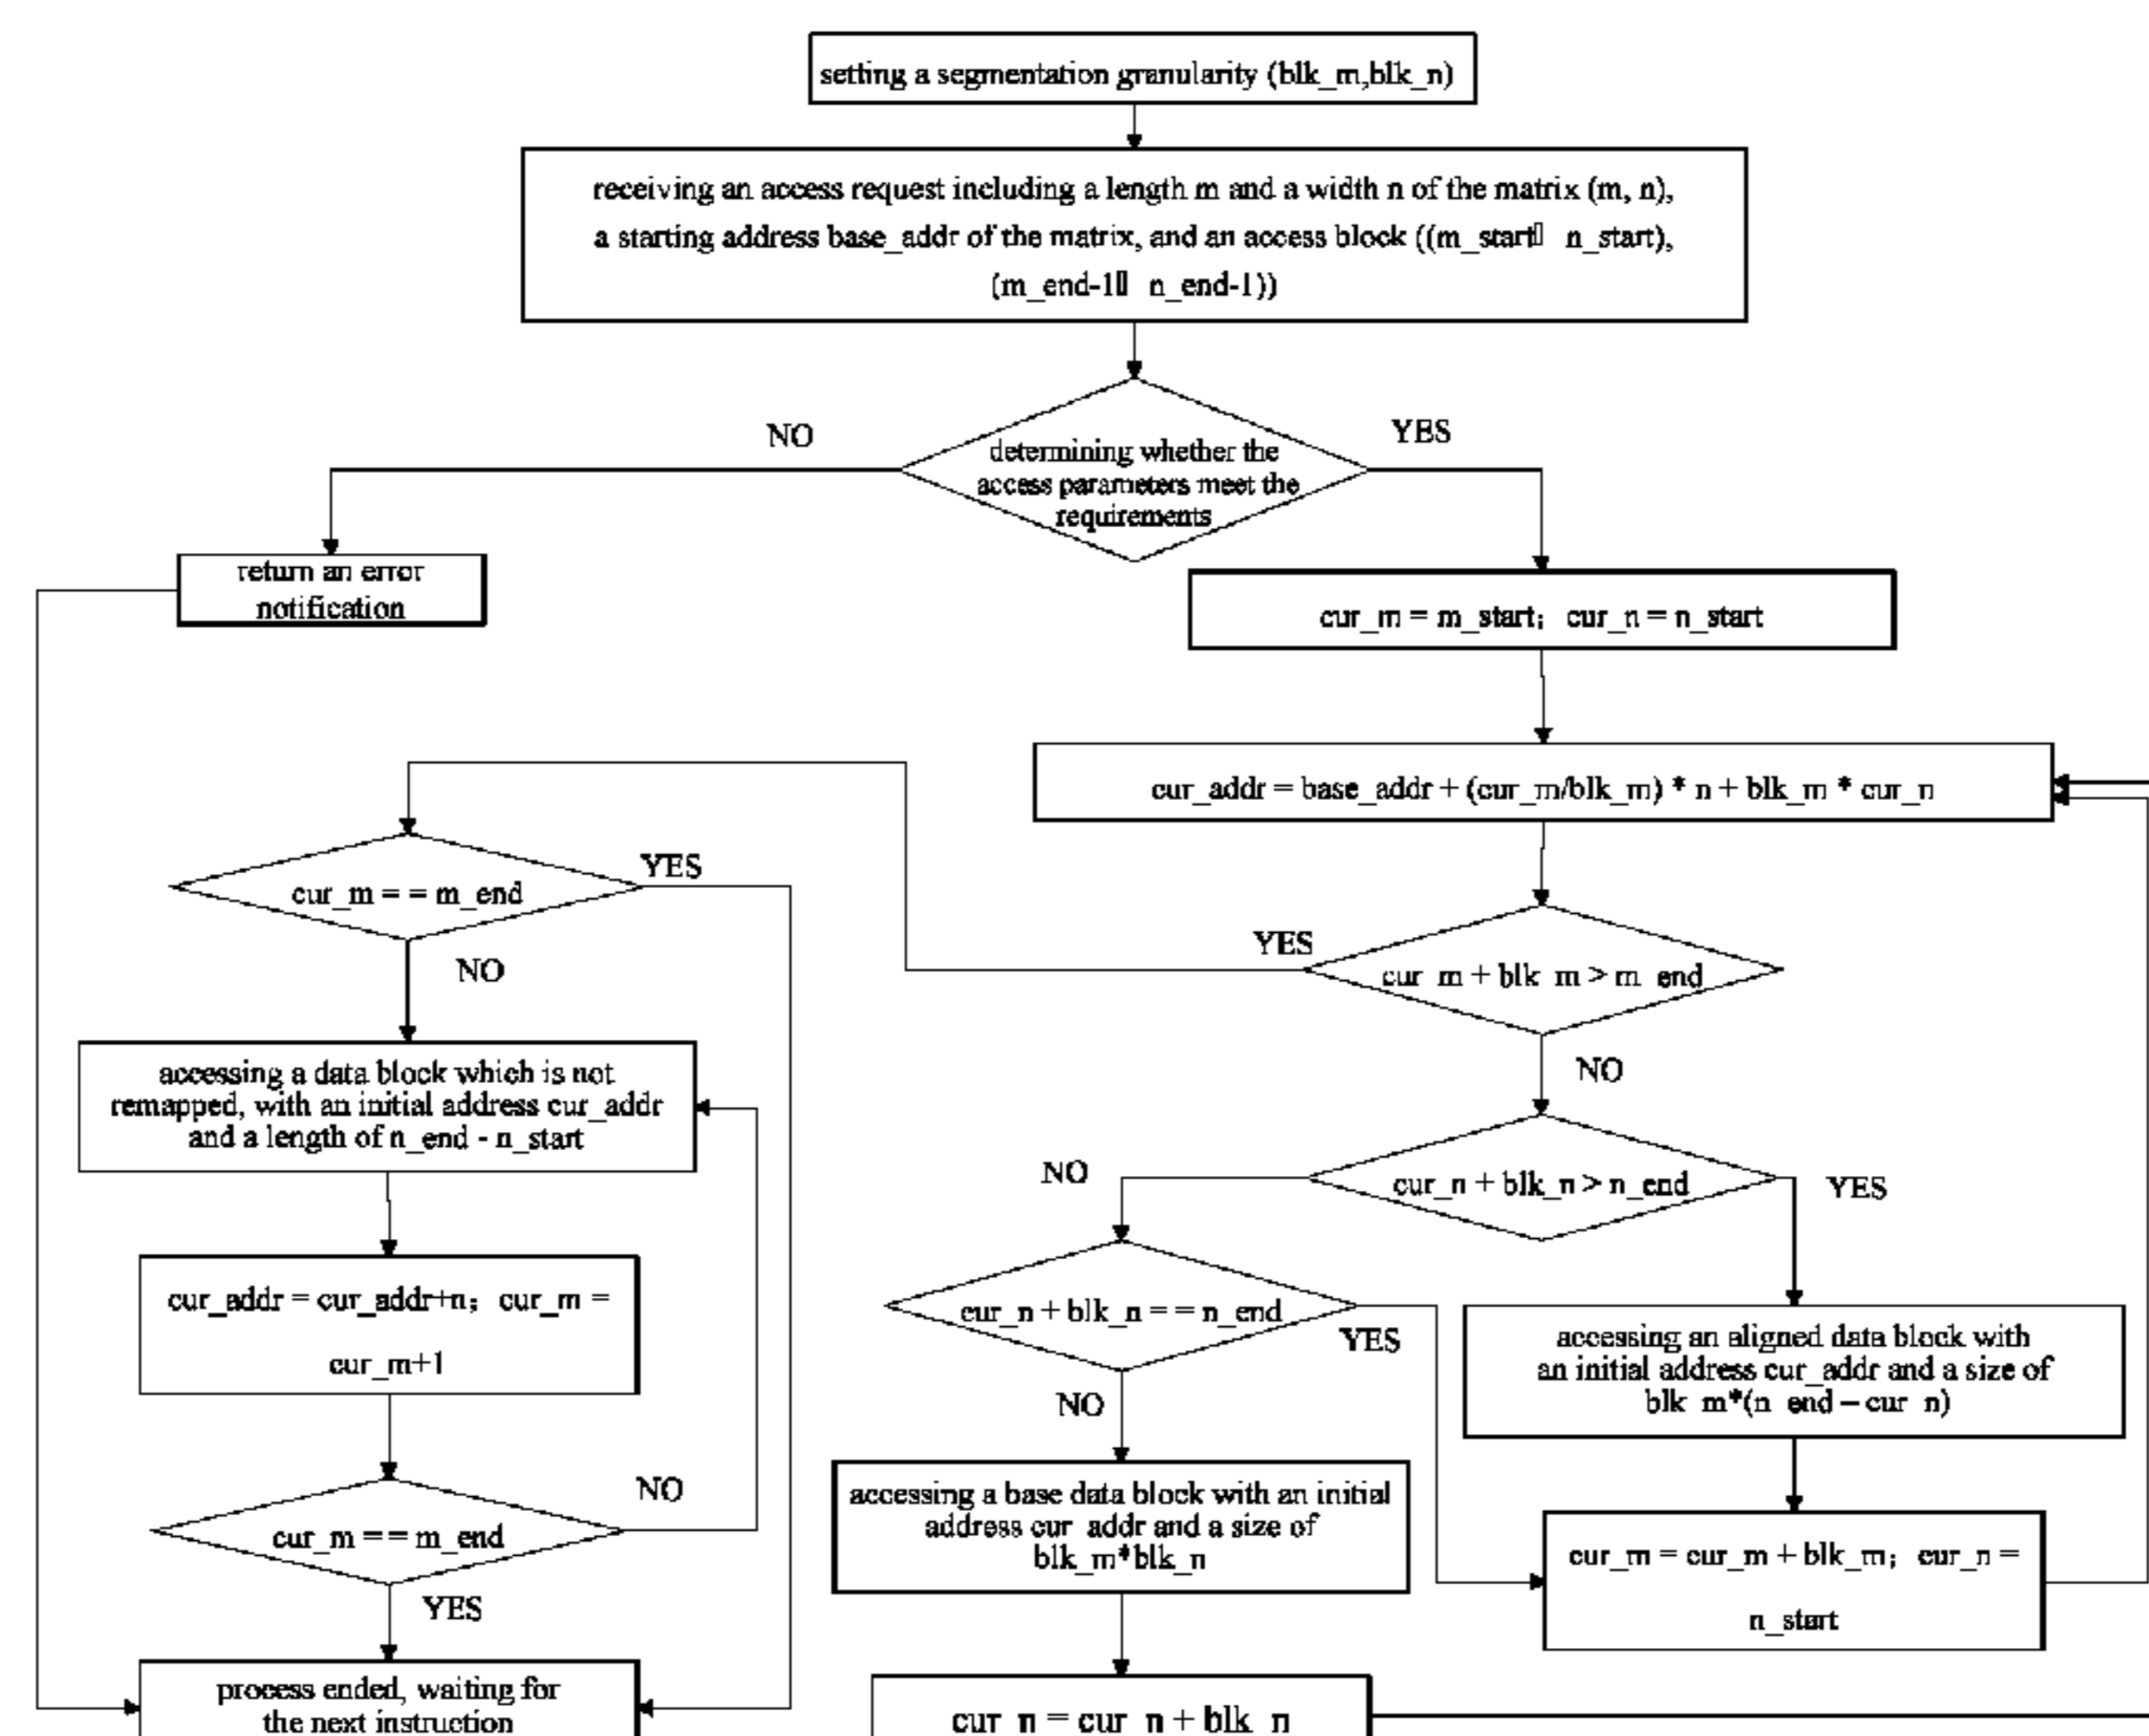 setting a segmentation granularity (blk_m,blk_n)
receiving an access request including a length m and a width n of the matrix (m, n),
a starting address base_addr of the matrix, and an access block ((m_start▯ n_start),
(m_end-1▯ n_end-1))
NO
YES
determining whether the
access parameters meet the
requirements
return an error
notification
cur_m = m_start; cur_n = n_start
cur_addr = base_addr + (cur_m/blk_m) * n + blk_m * cur_n
YES
cur_m = = m_end
YES
cur_m + blk_m > m_end
NO
NO
accessing a data block which is not
remapped, with an initial address cur_addr
and a length of n_end - n_start
NO
cur_n + blk_n > n_end
YES
cur_addr = cur_addr+n; cur_m =
cur_m+1
cur_n + blk_n = = n_end
YES
accessing an aligned data block with
an initial address cur_addr and a size of
blk_m*(n_end – cur_n)
NO
NO
cur_m = = m_end
accessing a base data block with an initial
address cur_addr and a size of
blk_m*blk_n
cur_m = cur_m + blk_m; cur_n =
n_start
YES
process ended, waiting for
the next instruction
cur_n = cur_n + blk_n